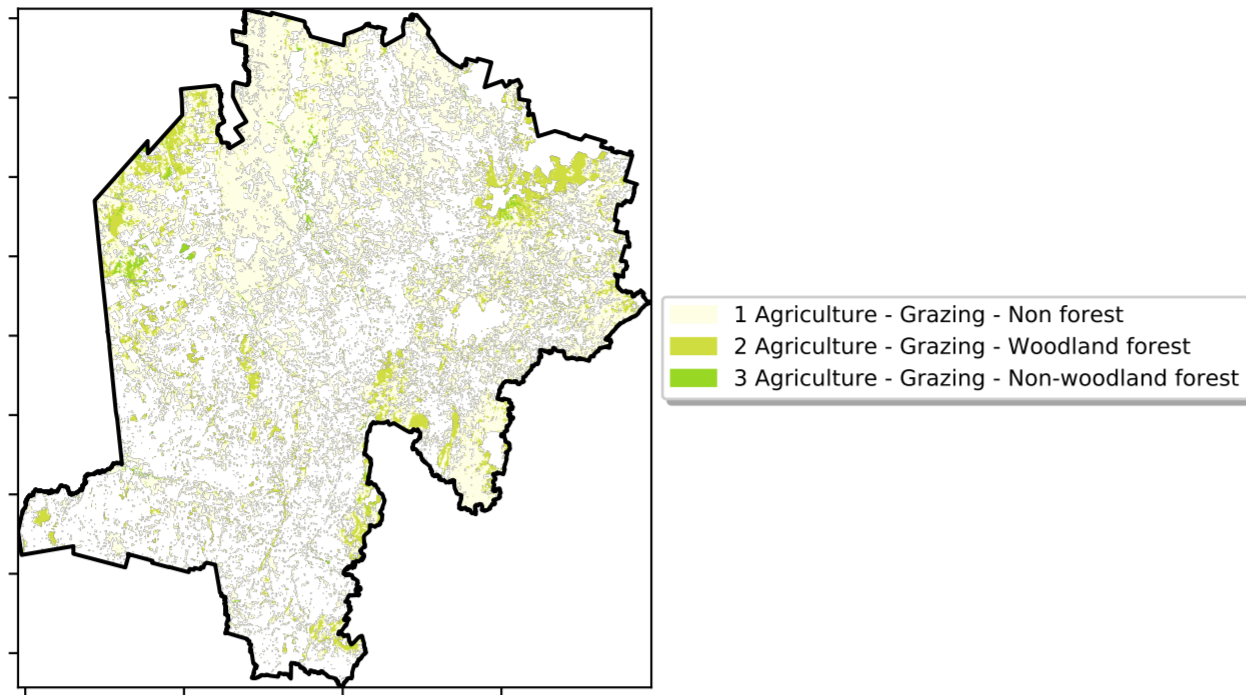 1 Agriculture - Grazing - Non forest
2 Agriculture - Grazing - Woodland forest
3 Agriculture - Grazing - Non-woodland forest